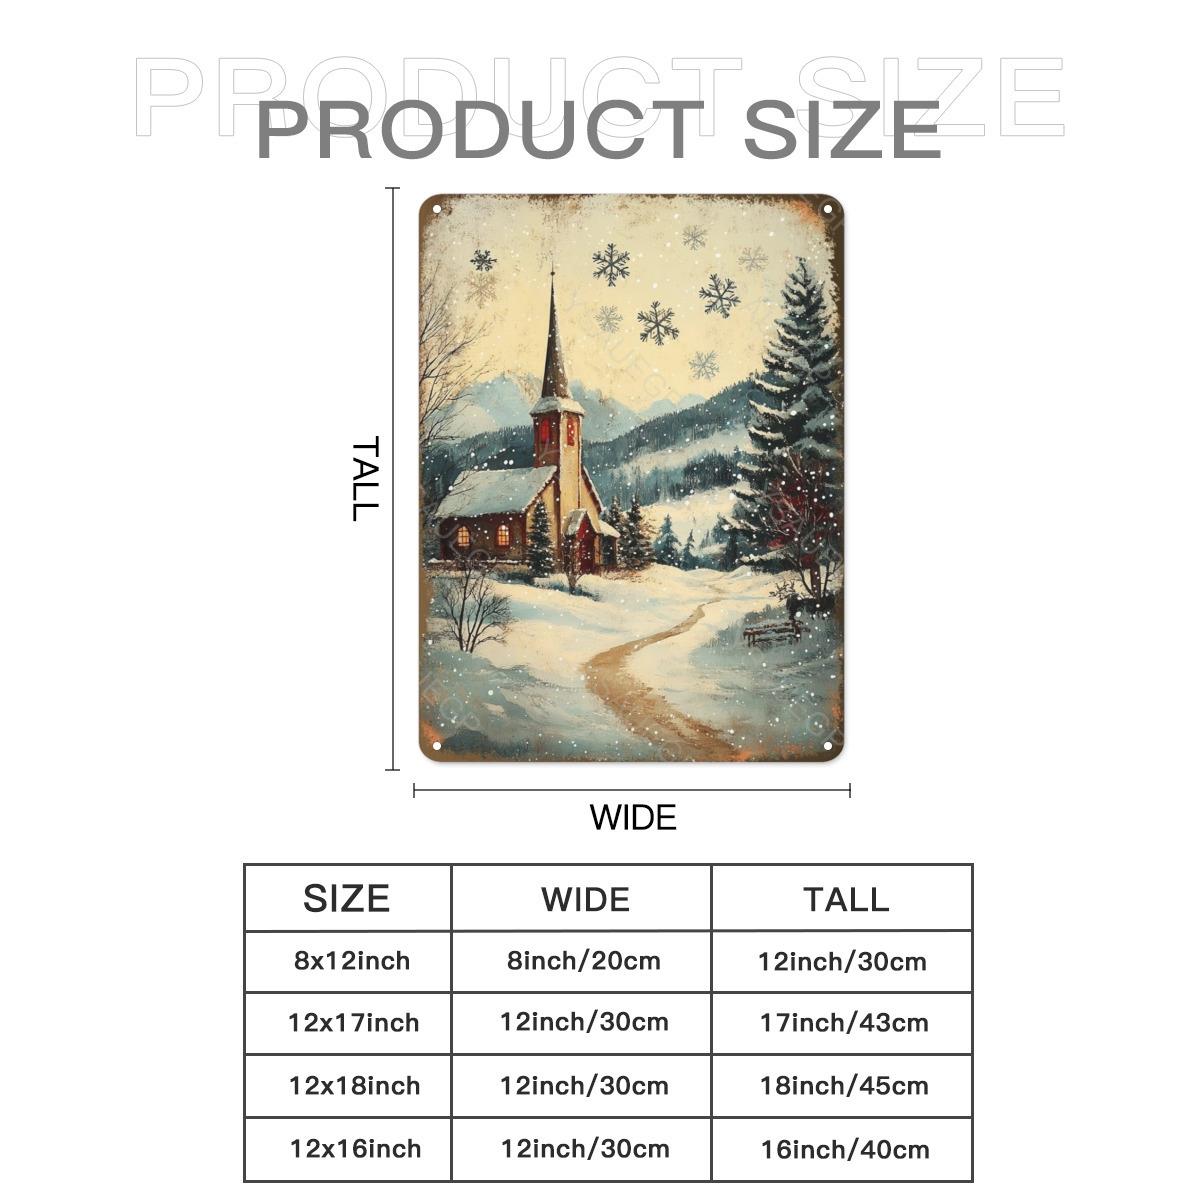 PRODUCT SIZE
PRODUCT SIZE
TALL
WIDE
SIZE WIDE TALL
8x12inch 8inch/20cm 12inch/30cm
12x17inch 12inch/30cm 17inch/43cm
12x18inch 12inch/30cm 18inch/45cm
12x16inch 12inch/30cm 16inch/40cm